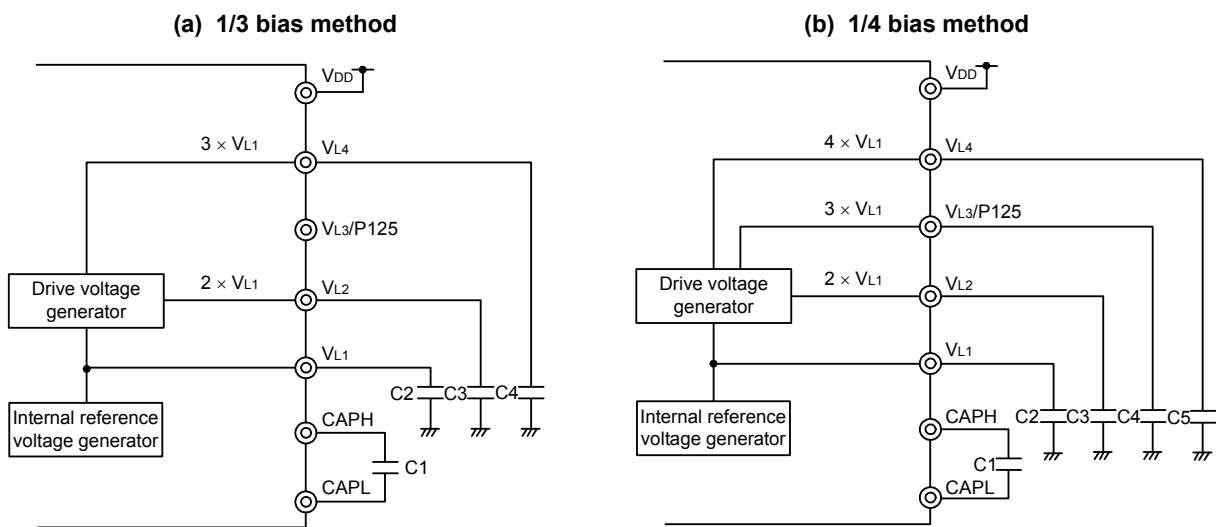 (a) 1/3 bias method
VDD
3 × VL1
VL4
VL3/P125
Drive voltage
generator
2 × VL1
VL2
VL1
C2
C3
C4
Internal reference
voltage generator
CAPH
C1
CAPL
(b) 1/4 bias method
VDD
4 × VL1
VL4
3 × VL1
VL3/P125
Drive voltage
generator
2 × VL1
VL2
VL1
C2
C3
C4
C5
Internal reference
voltage generator
CAPH
C1
CAPL